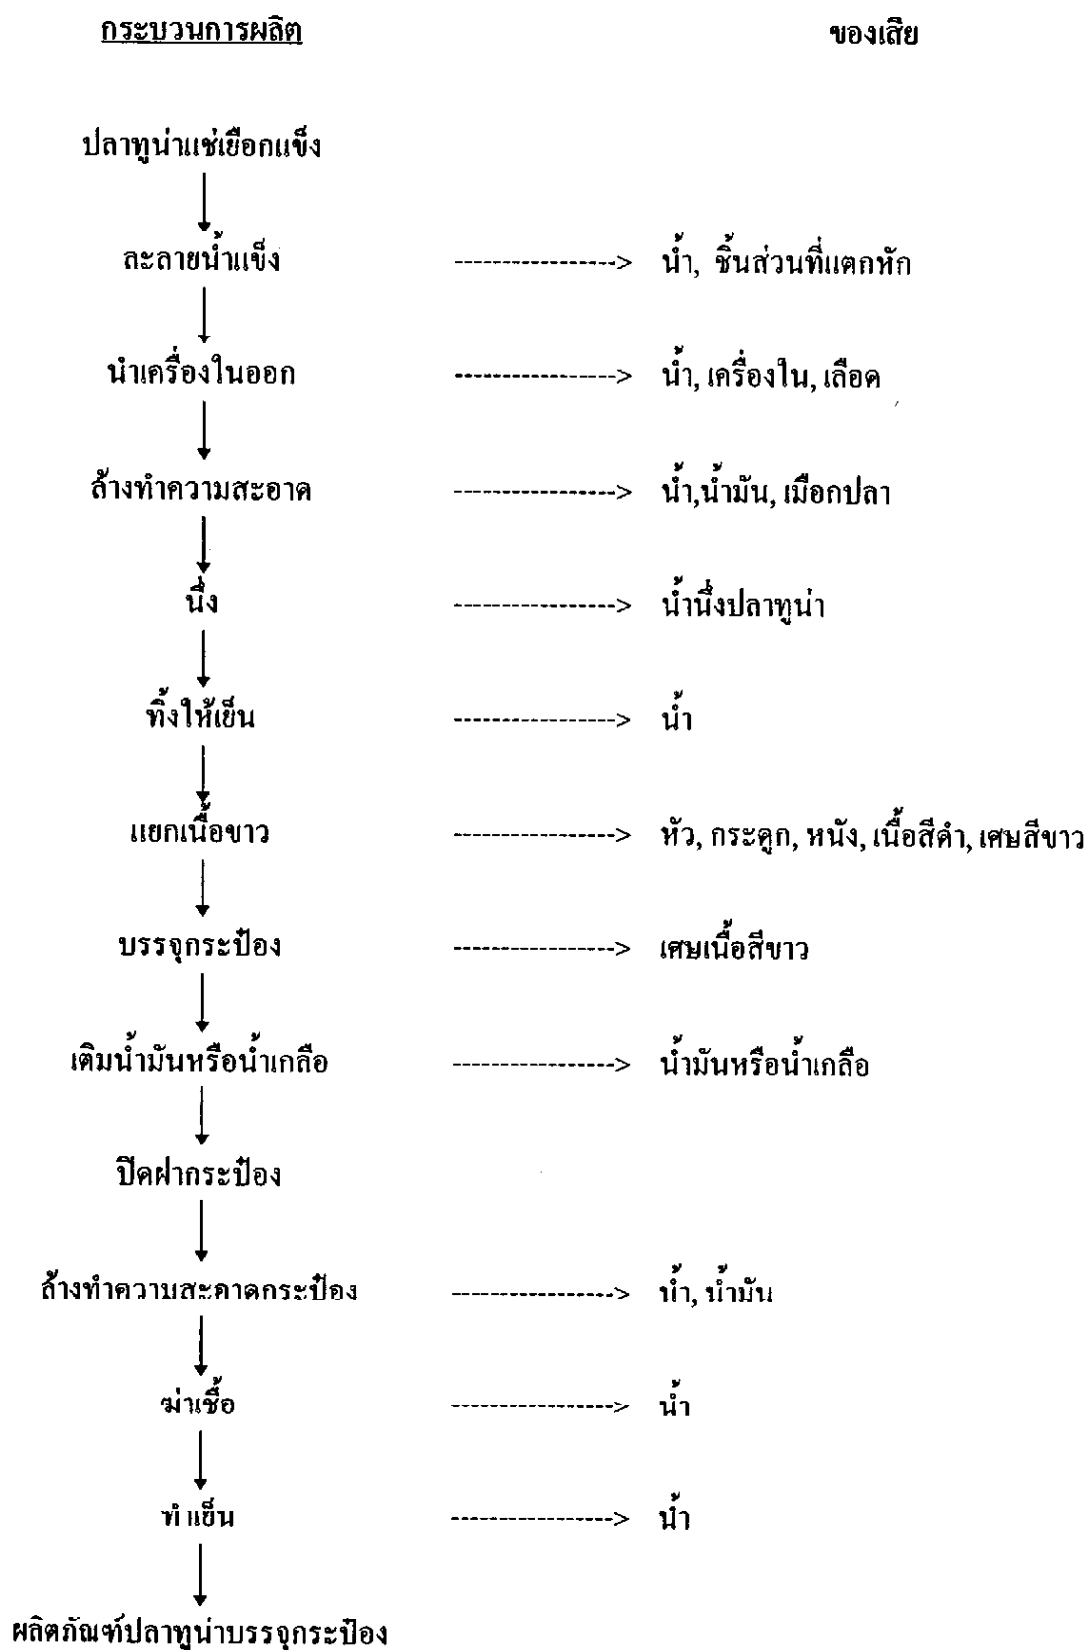 กระบวนการผลิต ของเสีย
ปลาทูน่าแช่เยือกแข็ง
ละลายน้ำแข็ง ----------------> น้ำ, ชิ้นส่วนที่แตกหัก
นำเครื่องในออก ----------------> น้ำ, เครื่องใน, เลือด
ล้างทำความสะอาด ----------------> น้ำ,น้ำมัน, เมือกปลา
นึ่ง ----------------> น้ำนึ่งปลาทูน่า
ทิ้งให้เย็น ----------------> น้ำ
แยกเนื้อขาว ----------------> หัว, กระดูก, หนัง, เนื้อสีดำ, เศษสีขาว
บรรจุกระป๋อง ----------------> เศษเนื้อสีขาว
เติมน้ำมันหรือน้ำเกลือ ----------------> น้ำมันหรือน้ำเกลือ
ปิดฝากระป๋อง
ล้างทำความสะอาดกระป๋อง ----------------> น้ำ, น้ำมัน
ฆ่าเชื้อ ----------------> น้ำ
ทำเย็น ----------------> น้ำ
ผลิตภัณฑ์ปลาทูน่าบรรจุกระป๋อง